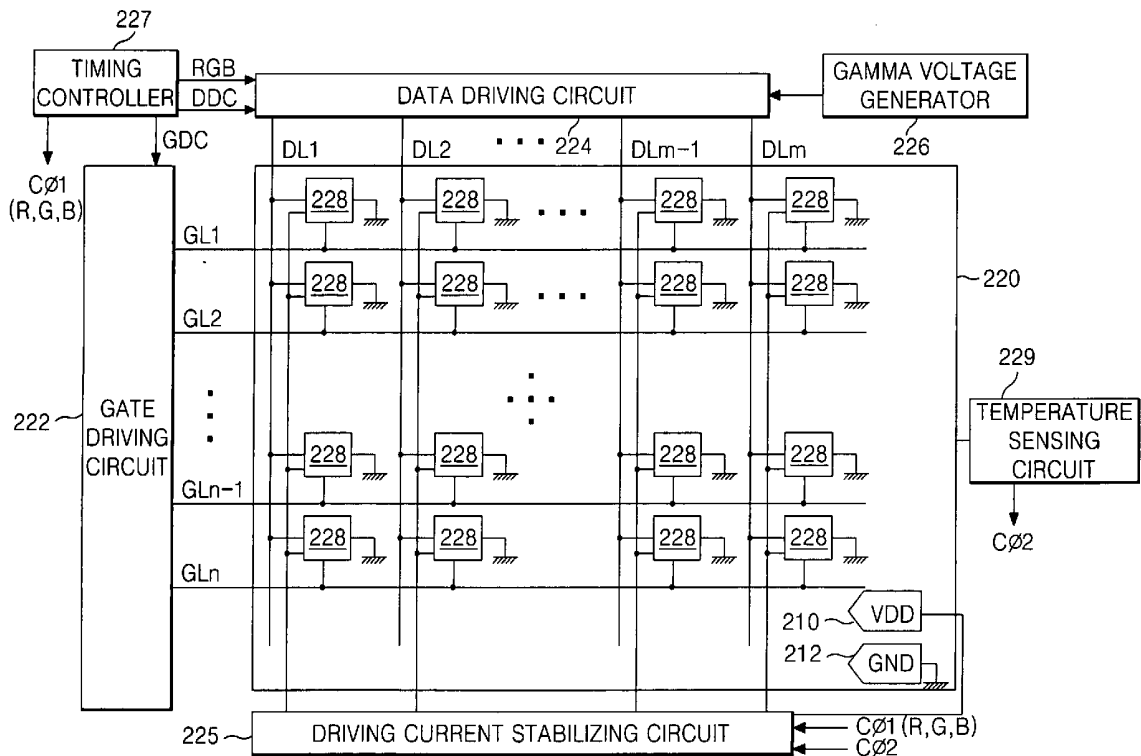 227
TIMING
CONTROLLER
RGB
DDC
DATA DRIVING CIRCUIT
GAMMA VOLTAGE
GENERATOR
GDC
DL1
DL2
224
DLm-1
DLm
226
CØ1
(R,G,B)
228
228
228
228
GL1
228
228
228
228
220
GL2
229
222
GATE
DRIVING
CIRCUIT
TEMPERATURE
SENSING
CIRCUIT
228
228
228
228
GLn-1
228
228
228
228
CØ2
GLn
210
VDD
212
GND
225
DRIVING CURRENT STABILIZING CIRCUIT
CØ1(R,G,B)
CØ2